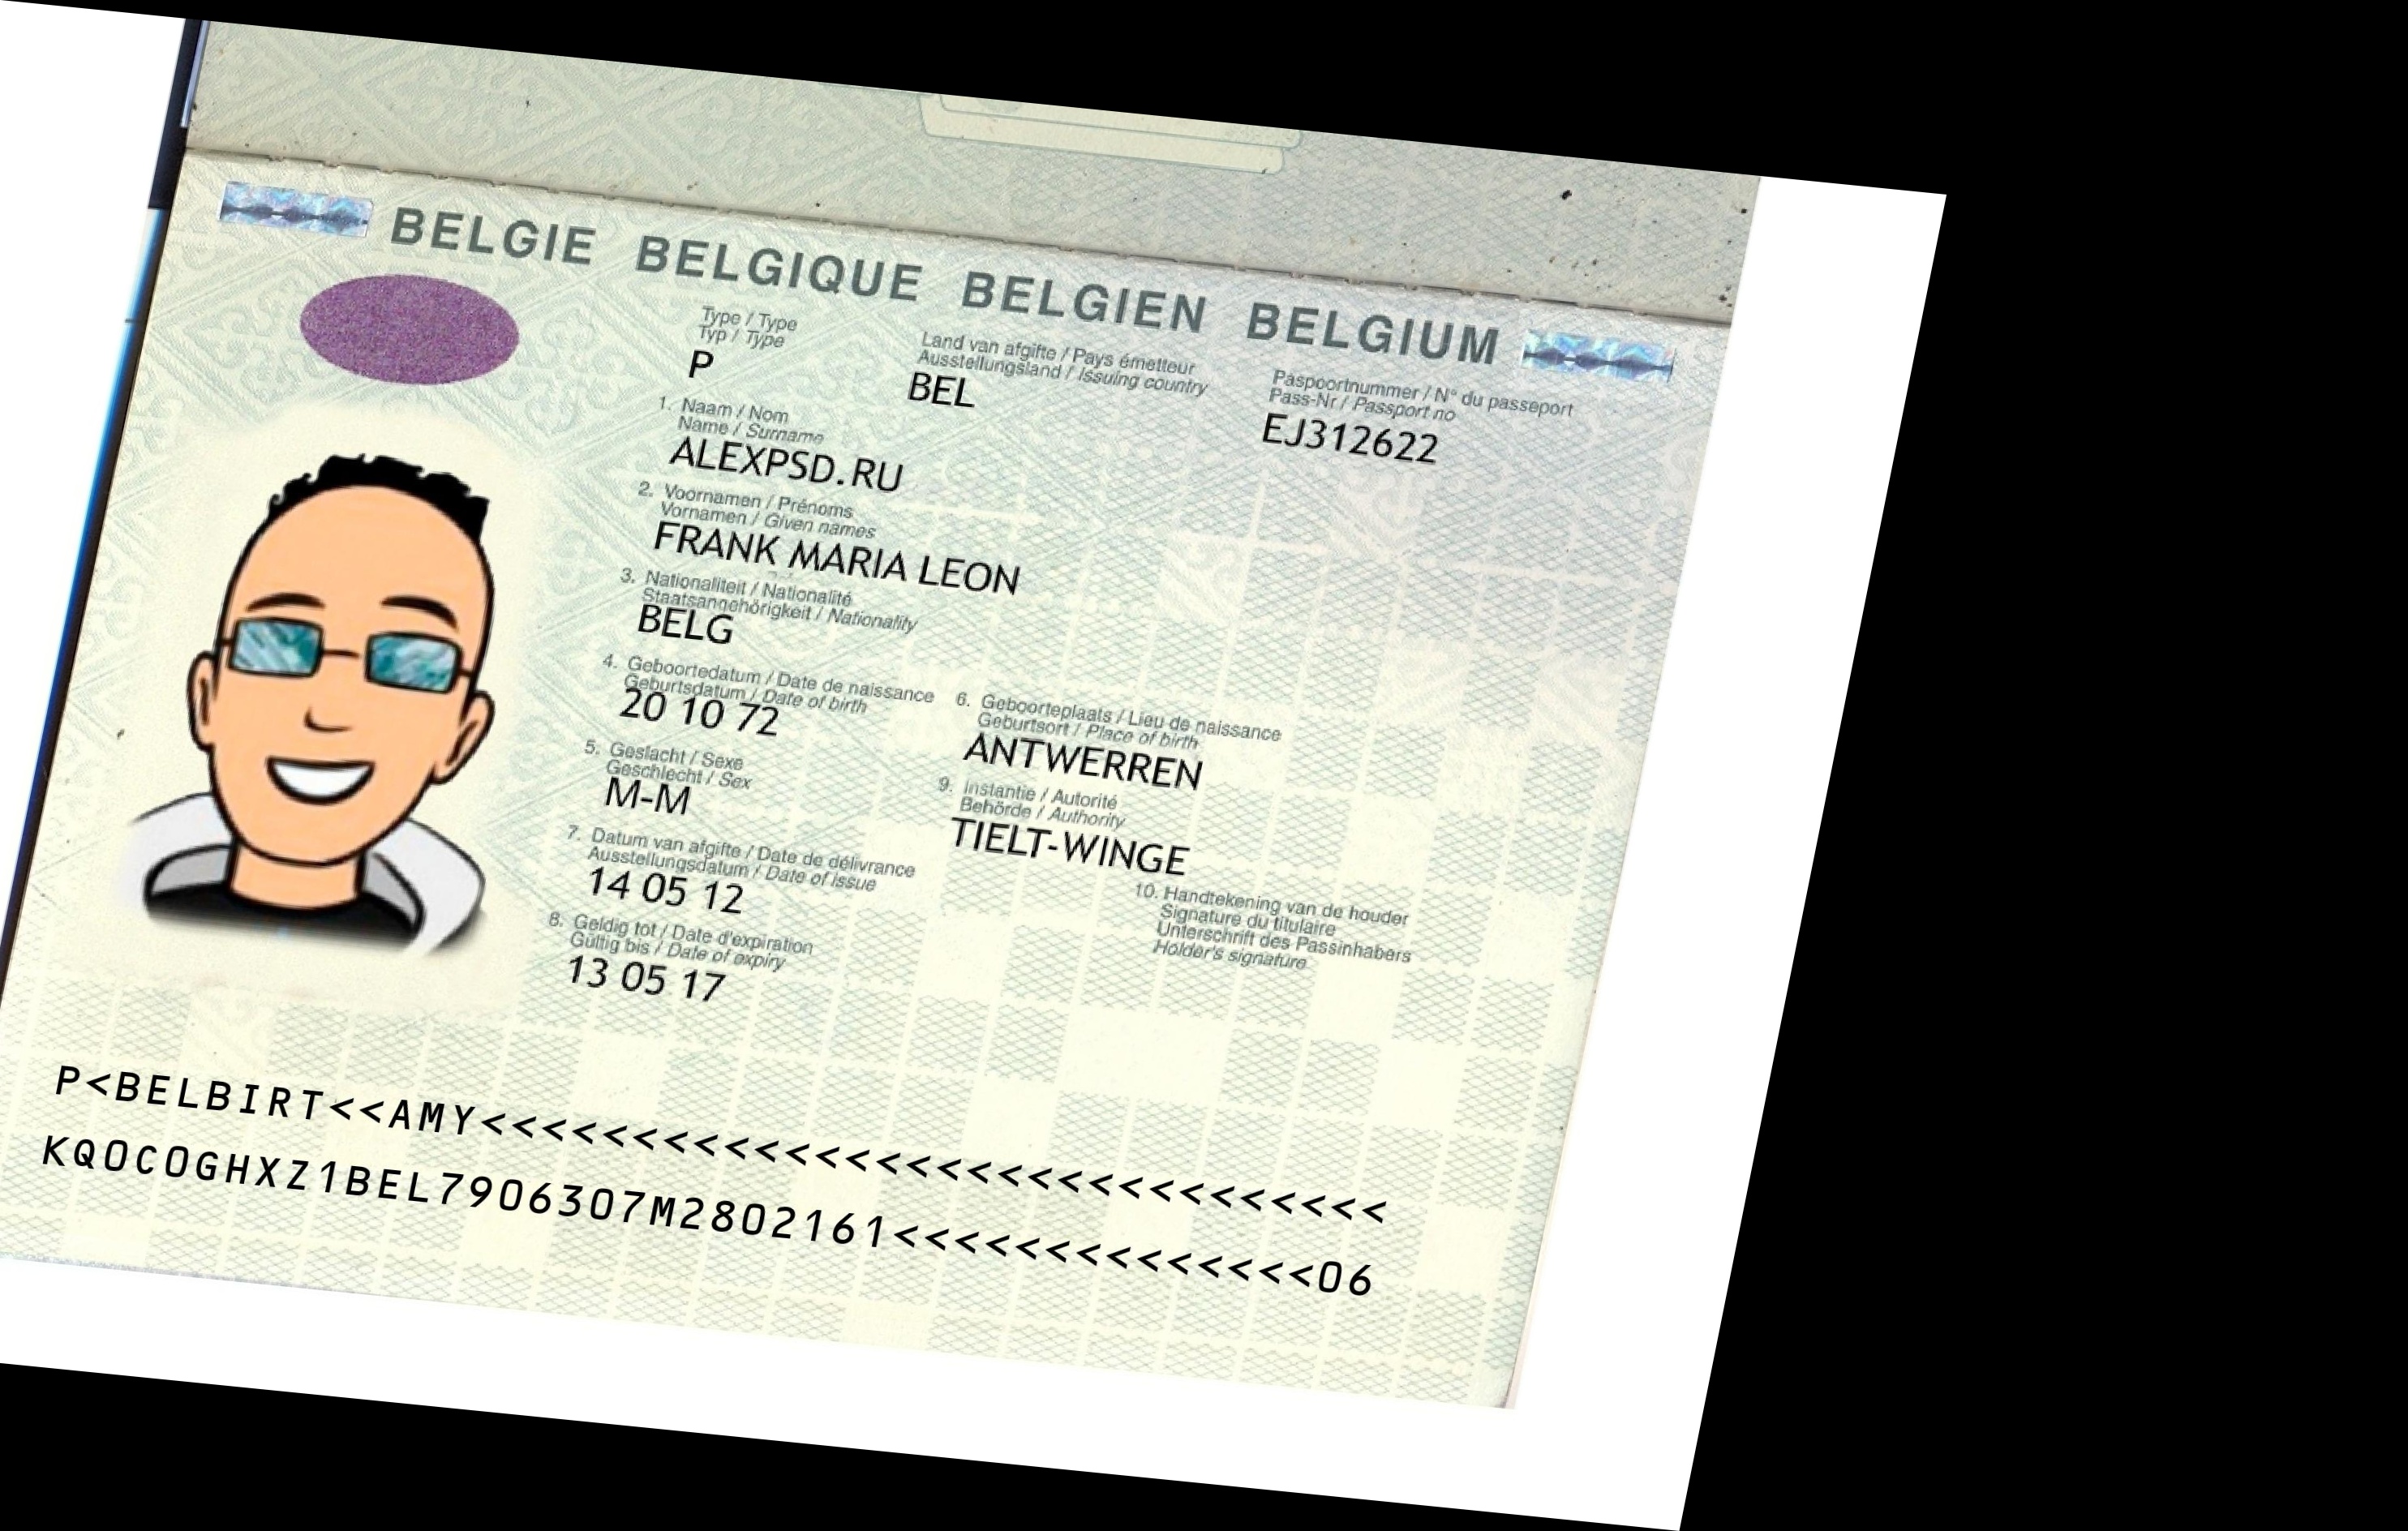 BELGIE BELGIQUE BELGIEN BELGIUM
Type / Type
Typ / Type
P
Land van afgifte / Pays émetteur
Ausstellungsland / Issuing country
BEL
Paspoortnummer / N° du passeport
Pass-Nr / Passport no
EJ312622
1. Naam / Nom
Name / Surname
ALEXPSD.RU
2. Voornamen / Prénoms
Vornamen / Given names
FRANK MARIA LEON
3. Nationaliteit / Nationalité
Staatsangehörigkeit / Nationality
BELG
4. Geboortedatum / Date de naissance
Geburtsdatum / Date of birth
20 10 72
6. Geboorteplaats / Lieu de naissance
Geburtsort / Place of birth
ANTWERREN
5. Geslacht / Sexe
Geschlecht / Sex
M-M
9. Instantie / Autorité
Behörde / Authority
TIELT-WINGE
7. Datum van afgifte / Date de délivrance
Ausstellungsdatum / Date of issue
14 05 12
10. Handtekening van de houder
Signature du titulaire
Unterschrift des Passinhabers
Holder's signature
8. Geldig tot / Date d'expiration
Gültig bis / Date of expiry
13 05 17
P<BELBIRT<<AMY<<<<<<<<<<<<<<<<<<<<<<<<<<<<<<
KQ0C0GHXZ1BEL7906307M2802161<<<<<<<<<<<<<<06